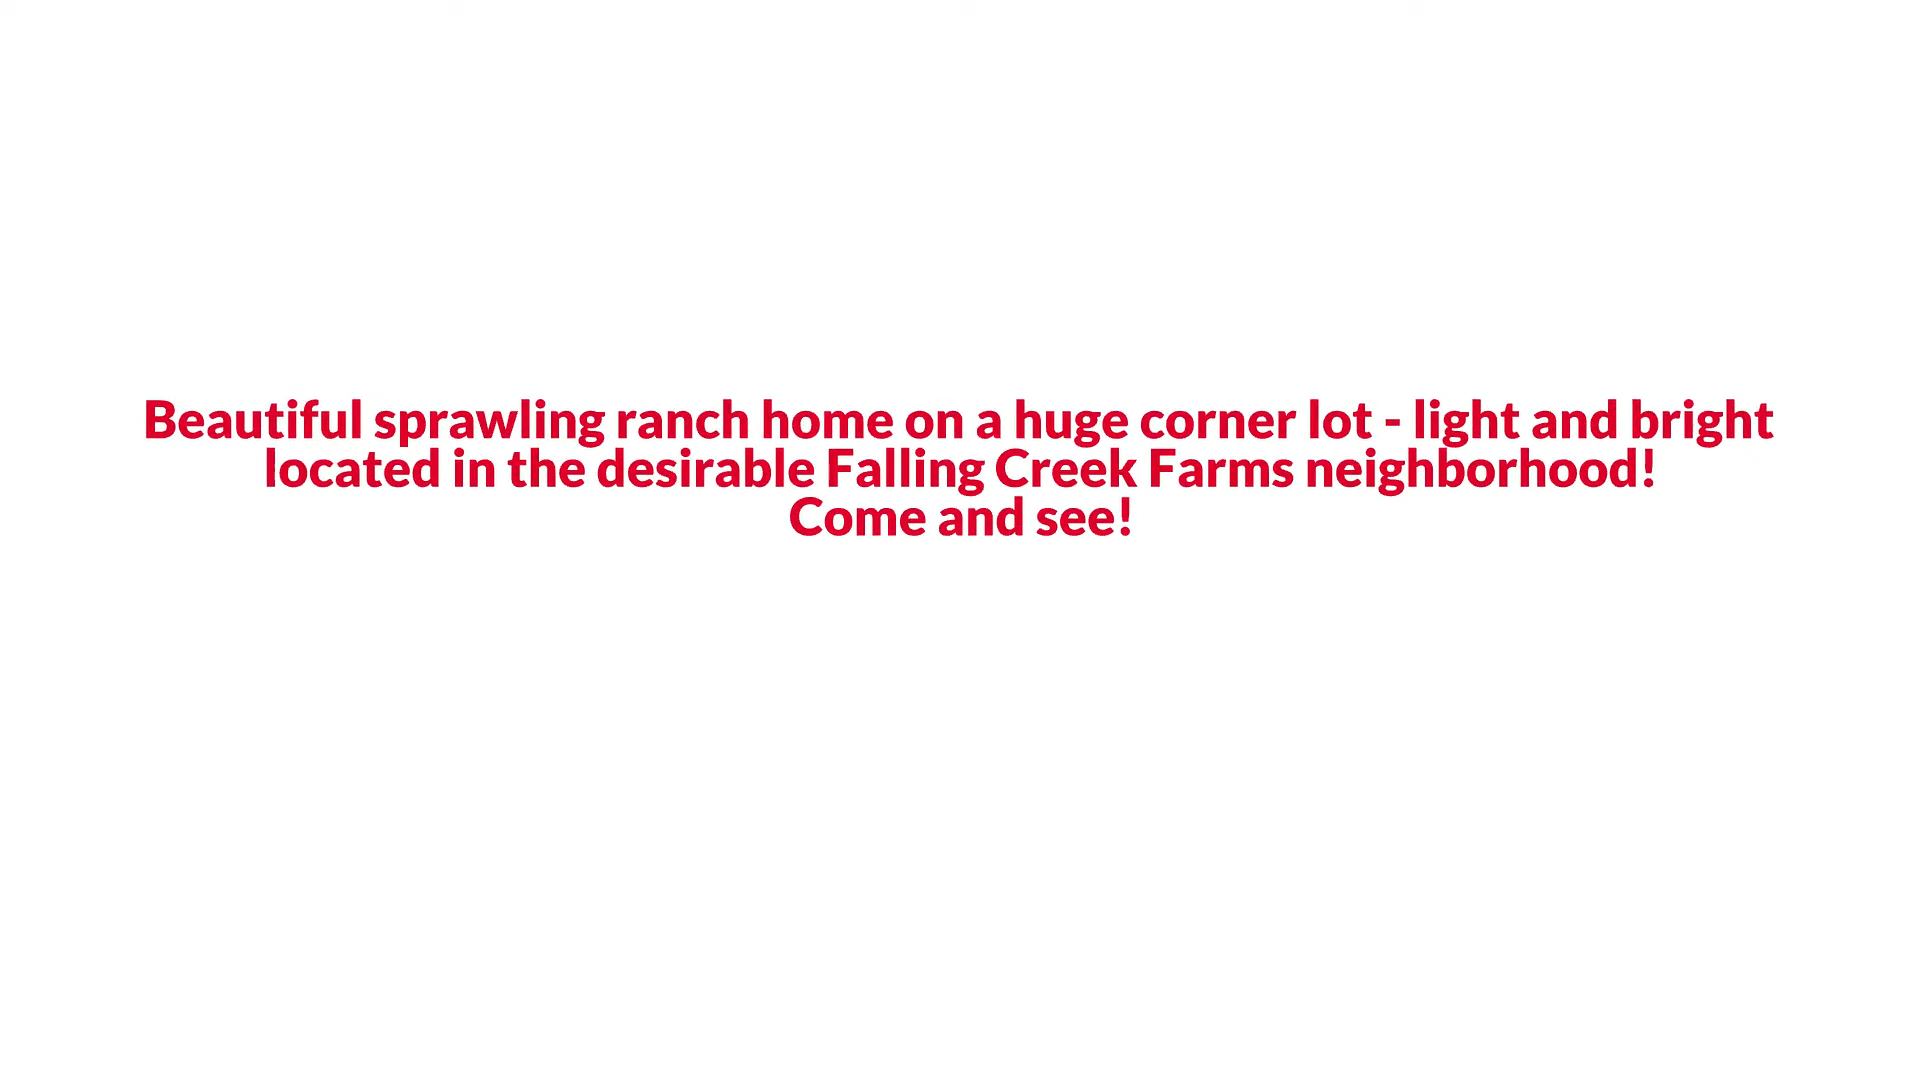 Beautiful sprawling ranch home on a huge corner lot - light and bright
located in the desirable Falling Creek Farms neighborhood!
Come and see!